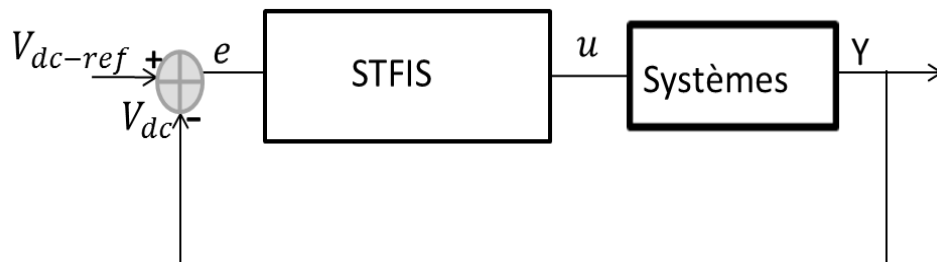 V_{dc-ref}
+
e
STFIS
u
Systèmes
Y
V_{dc}
-